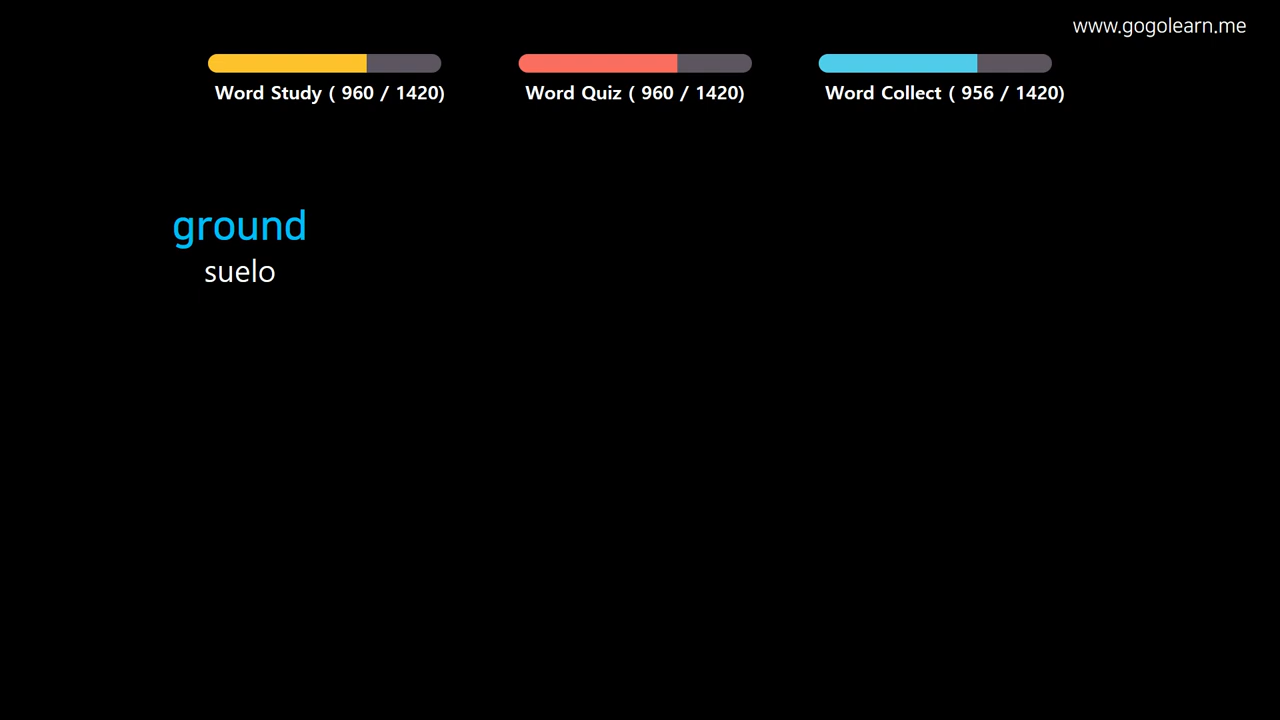 www.gogolearn.me
Word Study ( 960 / 1420)
Word Quiz ( 960 / 1420)
Word Collect ( 956 / 1420)
ground
suelo